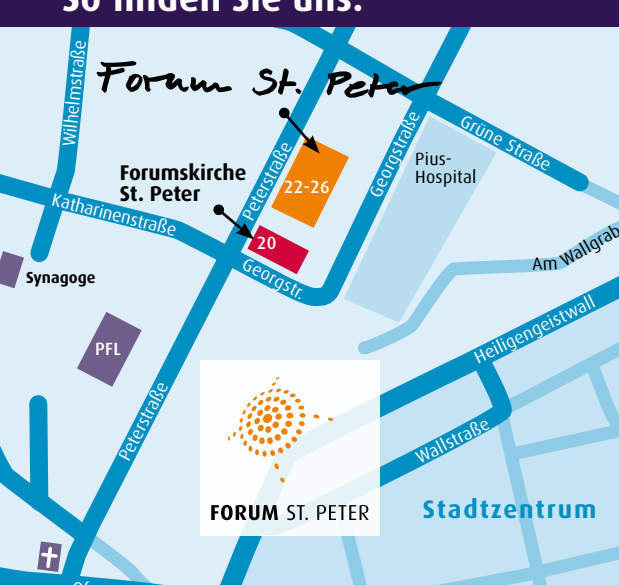 So finden Sie uns:
Forum St. Peter
Wilhelmstraße
Grüne Straße
Georgstraße
Peterstraße
Pius-
Hospital
Forumskirche
St. Peter
22-26
Katharinenstraße
20
Am Wallgrab
Georgstr.
Synagoge
Heiligengeistwall
PFL
Peterstraße
Wallstraße
FORUM ST. PETER
Stadtzentrum